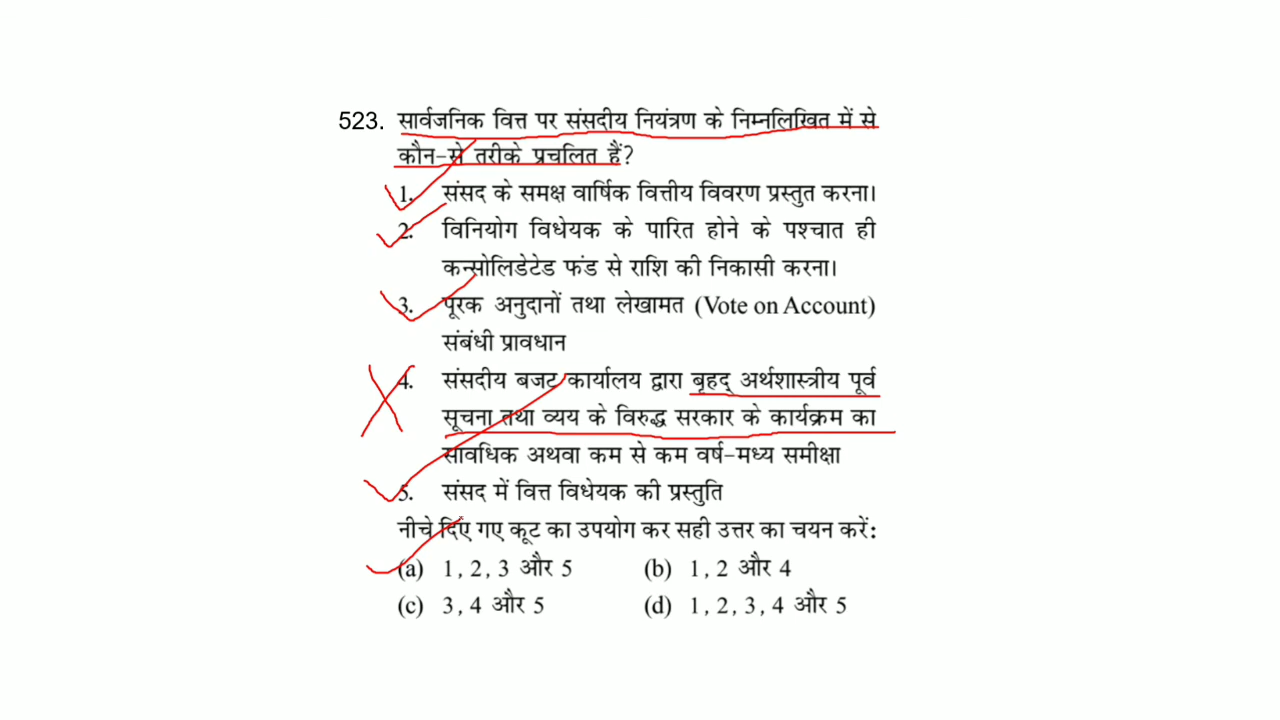 523. सार्वजनिक वित्त पर संसदीय नियंत्रण के निम्नलिखित में से
कौन-से तरीके प्रचलित हैं?
1. संसद के समक्ष वार्षिक वित्तीय विवरण प्रस्तुत करना।
2. विनियोग विधेयक के पारित होने के पश्चात ही
कन्सोलिडेटेड फंड से राशि की निकासी करना।
3. पूरक अनुदानों तथा लेखामत (Vote on Account)
संबंधी प्रावधान
4. संसदीय बजट कार्यालय द्वारा बृहद् अर्थशास्त्रीय पूर्व
सूचना तथा व्यय के विरुद्ध सरकार के कार्यक्रम का
सावधिक अथवा कम से कम वर्ष-मध्य समीक्षा
5. संसद में वित्त विधेयक की प्रस्तुति
नीचे दिए गए कूट का उपयोग कर सही उत्तर का चयन करें:
(a) 1, 2, 3 और 5 (b) 1, 2 और 4
(c) 3, 4 और 5 (d) 1, 2, 3, 4 और 5